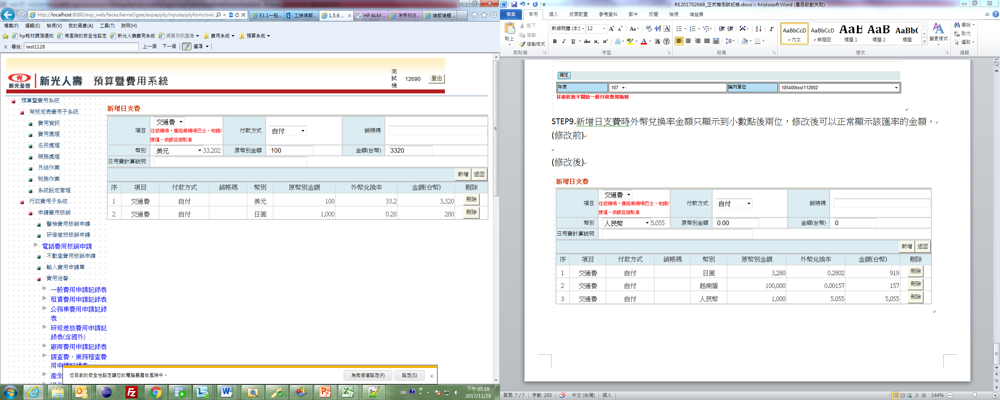 http://localhost:8080/exp_web/faces/kernel/gae/expapply/inputapplyform/ovsa
E1.1一般...
工時填報...
1.5.6 ...
HP ALM ...
涂宇欣(E...
烤飯烤麵 ...
檔案(F) 編輯(E) 檢視(V) 我的最愛(A) 工具(T) 說明(H)
hp耗材調漲通知 有風險的安全性設定 新光人壽費用系統 網頁快訊圖庫 費用系統 預算系統
尋找: test1128 上一個 下一個 選項
新光金控 新光人壽 預算暨費用系統
測
試
機
12690 登出
預算暨費用系統
有核定表費用子系統
費用資訊
費用處理
名冊處理
帳務處理
月結作業
稅務作業
系統設定管理
行政費用子系統
申請費用核銷
醫檢費用核銷申請
研修差旅核銷申請
電話費用核銷申請
不動產費用核銷申請
輸入費用申請單
費用送審
一般費用申請記錄表
租賃費用申請記錄表
公務車費用申請記錄
表
研修差旅費用申請記
錄表(含國外)
廠商費用申請記錄表
調查費、業務稽查費
產生
新增日支費
項目 交通費 付款方式 自付 銷帳碼
往返機場，應搭乘機場巴士、地鐵/
捷運、或飯店接駁車
幣別 美元 33.202 原幣別金額 100 金額(台幣) 3320
日用費計算說明
新增 返回
序 項目 付款方式 銷帳碼 幣別 原幣別金額 外幣兌換率 金額(台幣) 刪除
1 交通費 自付 美元 100 33.2 3,320 刪除
2 交通費 自付 日圓 1,000 0.28 280 刪除
您目前的安全性設定讓您的電腦暴露在風險中。 為我修復設定(F) 設定(S)
下午 05:18
2017/11/28
RE201702668_正式機測試紀錄.docx - Microsoft Word (產品啟動失敗)
檔案 常用 插入 版面配置 參考資料 郵件 校閱 檢視 增益集
貼上 剪下
複製
複製格式
新細明體 (本文 12
AaBbCcD AaBbCcD AaBb AaB AaBb(
內文 無間距 標題 1 標題 2 標題
變更樣式
尋找
取代
選取
剪貼簿 字型 段落 樣式 編輯
確定
年度 107 編列單位 105400test112802
目前狀態不開放一般行政費用編制
STEP9.新增日支費時外幣兌換率金額只顯示到小數點後兩位，修改後可以正常顯示該匯率的金額。
(修改前)
(修改後)
新增日支費
項目 交通費 付款方式 自付 銷帳碼
往返機場，應搭乘機場巴士、地鐵/
捷運、或飯店接駁車
幣別 人民幣 5.055 原幣別金額 0.00 金額(台幣) 0
日用費計算說明
新增 返回
序 項目 付款方式 銷帳碼 幣別 原幣別金額 外幣兌換率 金額(台幣) 刪除
1 交通費 自付 日圓 3,280 0.2802 919 刪除
2 交通費 自付 越南盾 100,000 0.00157 157 刪除
3 交通費 自付 人民幣 1,000 5.055 5,055 刪除
頁面: 7 / 7 字數: 265 中文 (台灣) 插入 144%